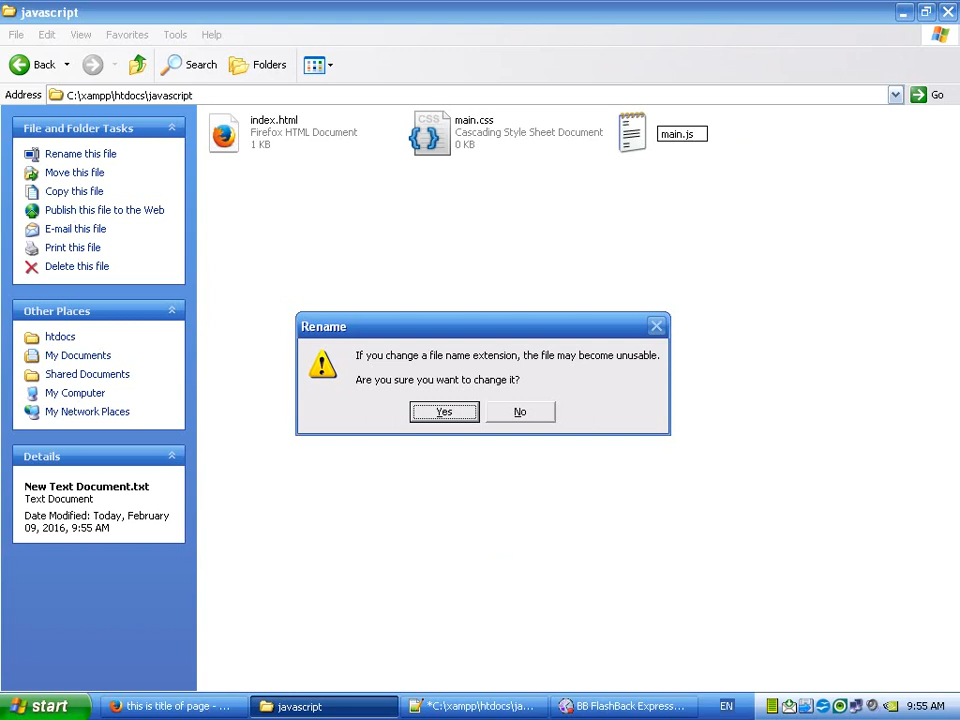 javascript
File Edit View Favorites Tools Help
Back Search Folders
Address C:\xampp\htdocs\javascript Go
File and Folder Tasks
Rename this file
Move this file
Copy this file
Publish this file to the Web
E-mail this file
Print this file
Delete this file
Other Places
htdocs
My Documents
Shared Documents
My Computer
My Network Places
Details
New Text Document.txt
Text Document
Date Modified: Today, February
09, 2016, 9:55 AM
index.html
Firefox HTML Document
1 KB
CSS
main.css
Cascading Style Sheet Document
0 KB
main.js
Rename
If you change a file name extension, the file may become unusable.
Are you sure you want to change it?
Yes No
start this is title of page - ... javascript *C:\xampp\htdocs\ja... BB FlashBack Express... EN 9:55 AM